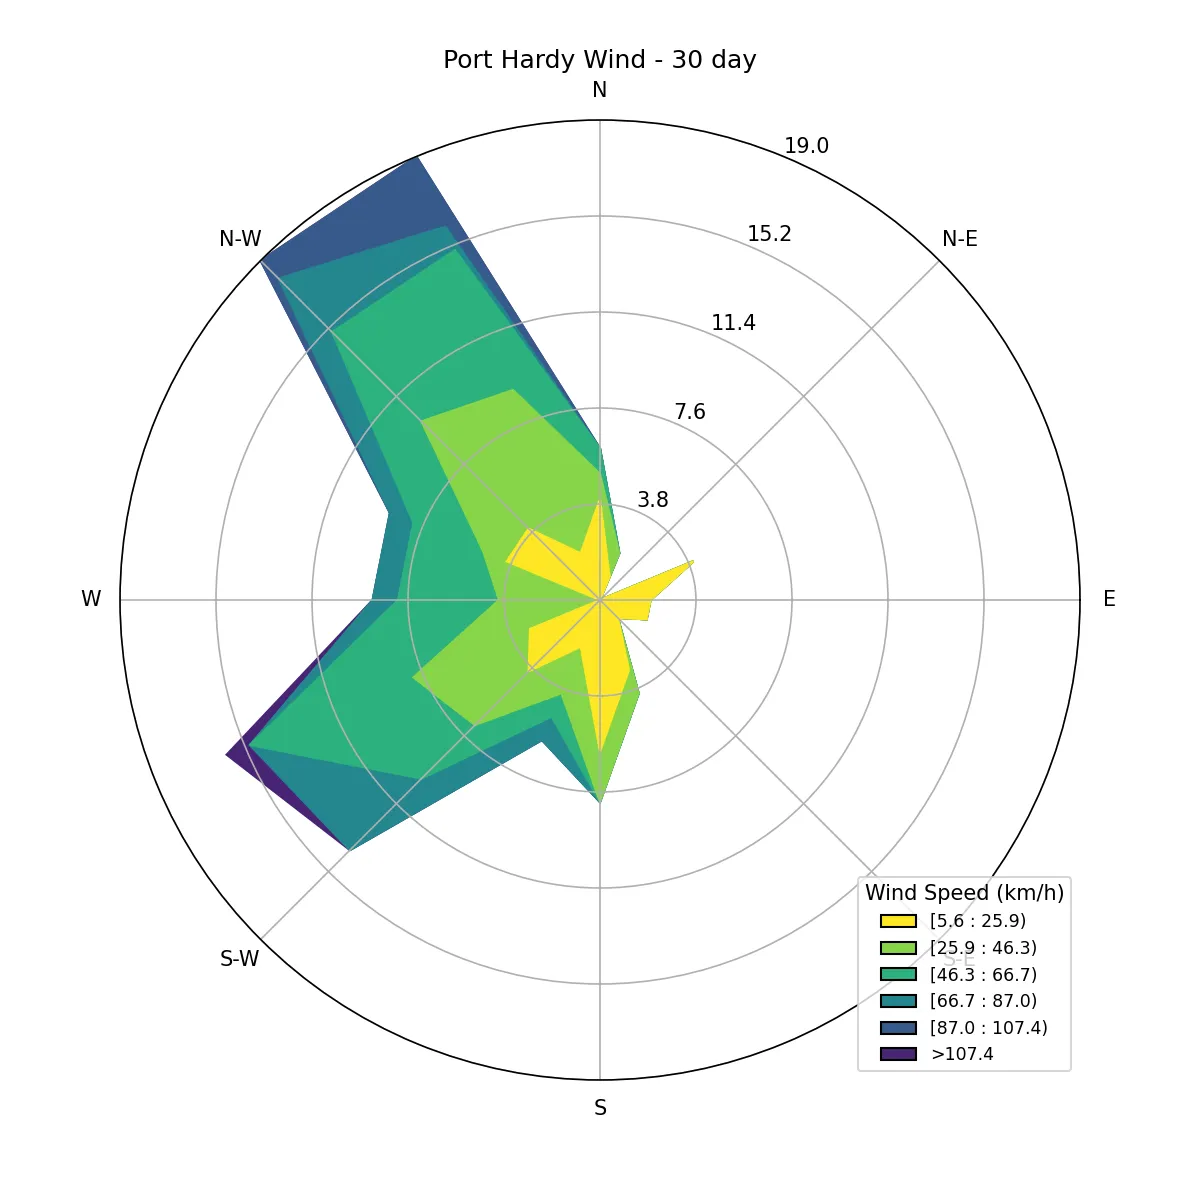 Port Hardy Wind - 30 day
N
19.0
15.2
N-W
N-E
11.4
7.6
3.8
W
E
Wind Speed (km/h)
[5.6 : 25.9)
[25.9 : 46.3)
S-W
S-E
[46.3 : 66.7)
[66.7 : 87.0)
[87.0 : 107.4)
>107.4
S